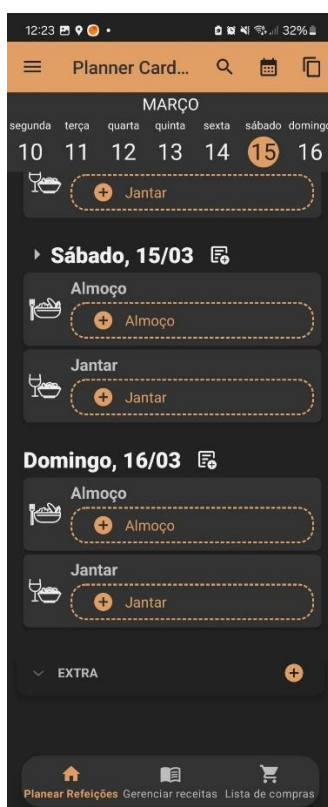 12:23 32%
Planner Card...
MARÇO
segunda terça quarta quinta sexta sábado domingo
10 11 12 13 14 15 16
Jantar
Sábado, 15/03
Almoço
Almoço
Jantar
Jantar
Domingo, 16/03
Almoço
Almoço
Jantar
Jantar
EXTRA
Planear Refeições Gerenciar receitas Lista de compras